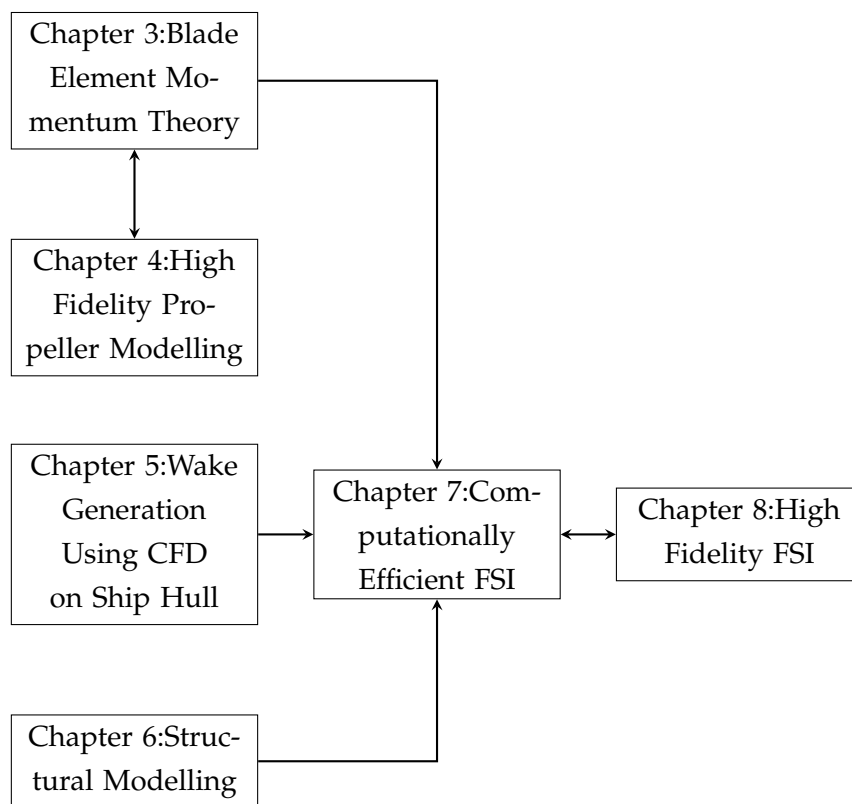 Chapter 3:Blade
Element Mo-
mentum Theory
Chapter 4:High
Fidelity Pro-
peller Modelling
Chapter 5:Wake
Generation
Using CFD
on Ship Hull
Chapter 7:Com-
putationally
Efficient FSI
Chapter 8:High
Fidelity FSI
Chapter 6:Struc-
tural Modelling